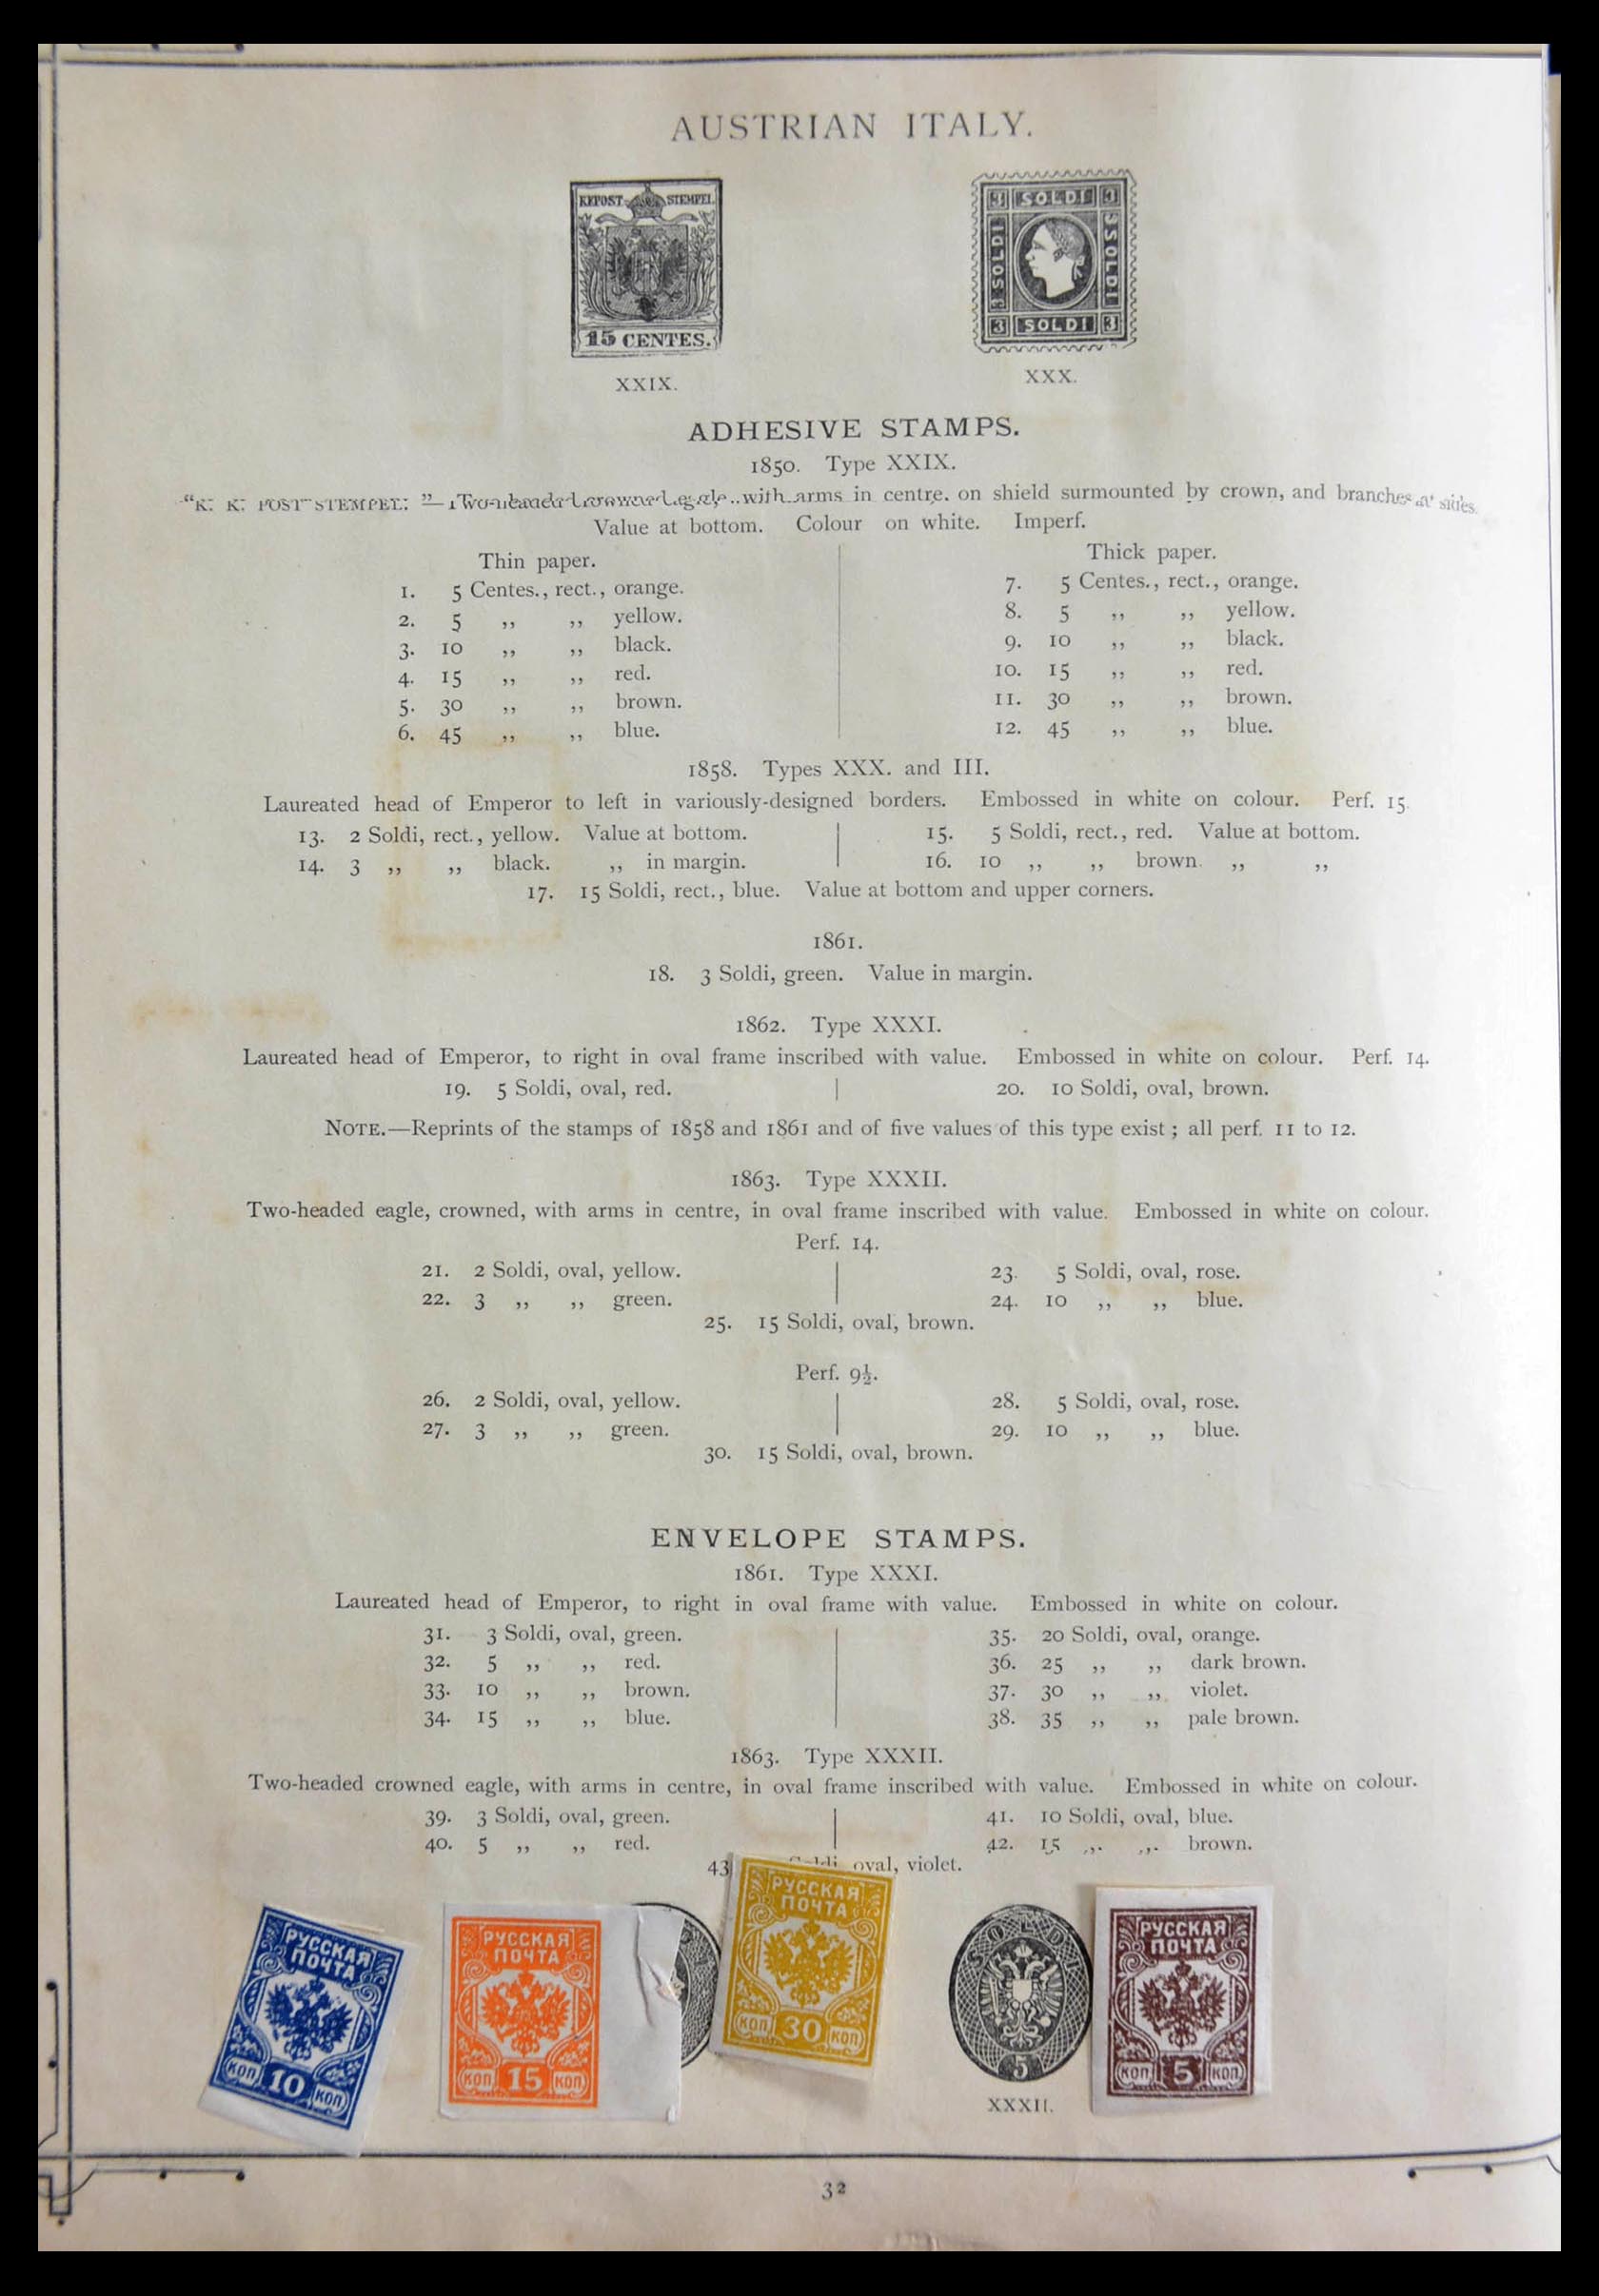 AUSTRIAN ITALY.
KKPOST- STEMPEL
15 CENTES.
3 SOLDI 3
3 SOLDI
3 SOLDI
3 SOLDI 3
XXIX.
XXX.
ADHESIVE STAMPS.
1850. Type XXIX.
"K. K. POST STEMPEL."—Two-headed crowned eagle, with arms in centre. on shield surmounted by crown, and branches at sides.
Value at bottom. Colour on white. Imperf.
Thin paper.
1. 5 Centes., rect., orange.
2. 5 ,, ,, yellow.
3. 10 ,, ,, black.
4. 15 ,, ,, red.
5. 30 ,, ,, brown.
6. 45 ,, ,, blue.
Thick paper.
7. 5 Centes., rect., orange.
8. 5 ,, ,, yellow.
9. 10 ,, ,, black.
10. 15 ,, ,, red.
11. 30 ,, ,, brown.
12. 45 ,, ,, blue.
1858. Types XXX. and III.
Laureated head of Emperor to left in variously-designed borders. Embossed in white on colour. Perf. 15.
13. 2 Soldi, rect., yellow. Value at bottom.
14. 3 ,, ,, black. ,, in margin.
15. 5 Soldi, rect., red. Value at bottom.
16. 10 ,, ,, brown. ,, ,,
17. 15 Soldi, rect., blue. Value at bottom and upper corners.
1861.
18. 3 Soldi, green. Value in margin.
1862. Type XXXI.
Laureated head of Emperor, to right in oval frame inscribed with value. Embossed in white on colour. Perf. 14.
19. 5 Soldi, oval, red.
20. 10 Soldi, oval, brown.
NOTE.—Reprints of the stamps of 1858 and 1861 and of five values of this type exist; all perf. 11 to 12.
1863. Type XXXII.
Two-headed eagle, crowned, with arms in centre, in oval frame inscribed with value. Embossed in white on colour.
Perf. 14.
21. 2 Soldi, oval, yellow.
22. 3 ,, ,, green.
23. 5 Soldi, oval, rose.
24. 10 ,, ,, blue.
25. 15 Soldi, oval, brown.
Perf. 9½.
26. 2 Soldi, oval, yellow.
27. 3 ,, ,, green.
28. 5 Soldi, oval, rose.
29. 10 ,, ,, blue.
30. 15 Soldi, oval, brown.
ENVELOPE STAMPS.
1861. Type XXXI.
Laureated head of Emperor, to right in oval frame with value. Embossed in white on colour.
31. 3 Soldi, oval, green.
32. 5 ,, ,, red.
33. 10 ,, ,, brown.
34. 15 ,, ,, blue.
35. 20 Soldi, oval, orange.
36. 25 ,, ,, dark brown.
37. 30 ,, ,, violet.
38. 35 ,, ,, pale brown.
1863. Type XXXII.
Two-headed crowned eagle, with arms in centre, in oval frame inscribed with value. Embossed in white on colour.
39. 3 Soldi, oval, green.
40. 5 ,, ,, red.
41. 10 Soldi, oval, blue.
42. 15 ,, ,, brown.
43 oval, violet.
РУССКАЯ
ПОЧТА
КОП 10 КОП
РУССКАЯ
ПОЧТА
КОП 15 КОП
РУССКАЯ
ПОЧТА
КОП 30 КОП
SOLDI
5
XXXII.
РУССКАЯ
ПОЧТА
КОП 5 КОП
32